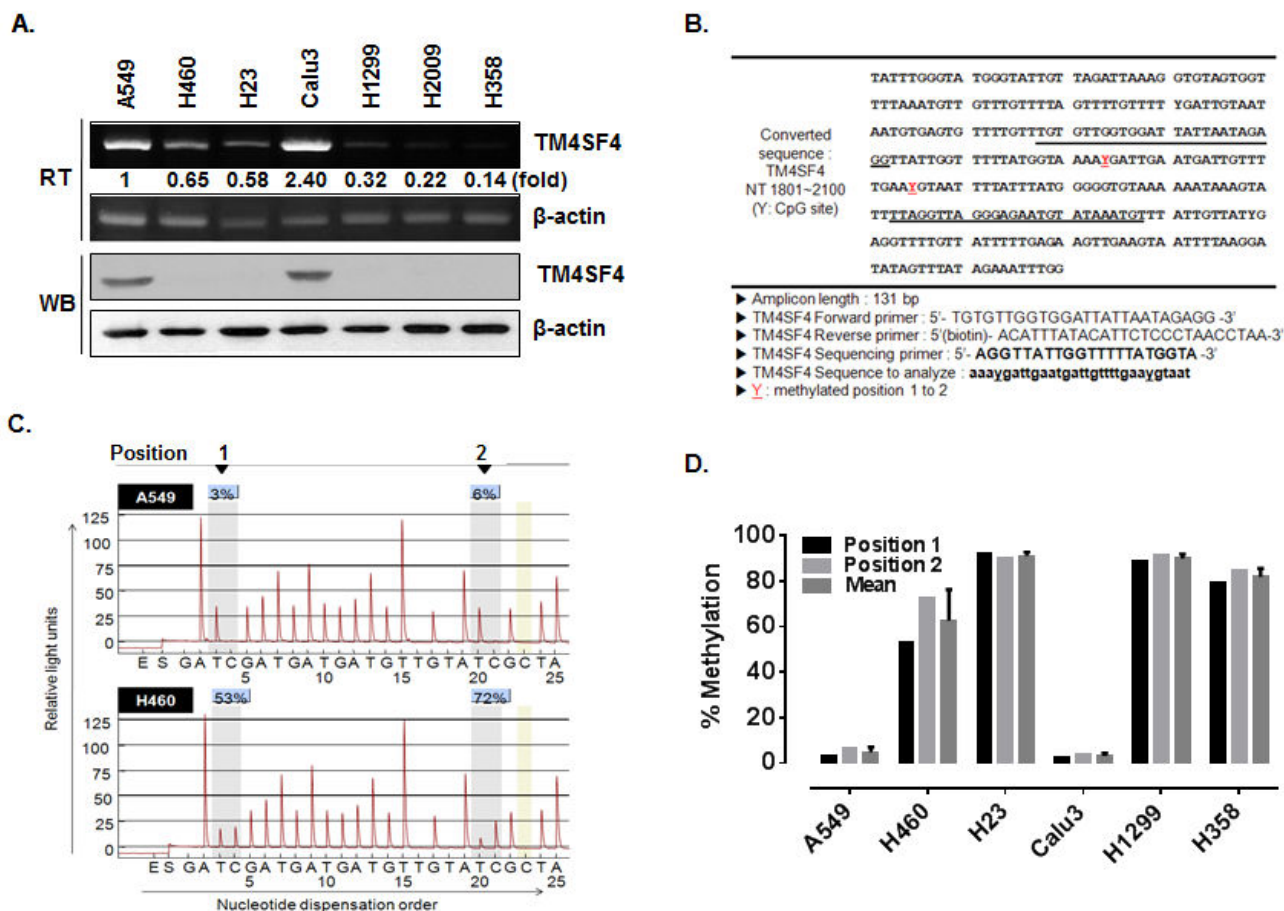 A.
A549 H460 H23 Calu3 H1299 H2009 H358
RT
TM4SF4
1 0.65 0.58 2.40 0.32 0.22 0.14 (fold)
β-actin
WB
TM4SF4
β-actin
B.
Converted
sequence :
TM4SF4
NT 1801~2100
(Y: CpG site)
TATTTGGGTA TGGGTATTGT TAGATTAAAG GTGTAGTGGT
TTTAAATGTT GTTTGTTTTA GTTTTGTTTT YGATTGTAAT
AATGTGAGTG TTTTGTTTTG TGTTGGTGGAT TATTAATAGA
GGTTATTGGT TTTTATGGTA AAAYGATTGA ATGATTGTTT
TGAAYGTAAT TTTATTTATG GGGGTGTAAA AAATAAAGTA
TTTTAGGTTAG GGAGAATGT ATAAATGTTT ATTGTTATYG
AGGTTTTGTT ATTTTTGAGA AGTTGAAGTA ATTTTAAGGA
TATAGTTTAT AGAAATTTGG
▶ Amplicon length : 131 bp
▶ TM4SF4 Forward primer : 5'- TGTGTTGGTGGATTATTAATAGAGG -3'
▶ TM4SF4 Reverse primer : 5'(biotin)- ACATTTATACATTCTCCCTAACCTAA-3'
▶ TM4SF4 Sequencing primer : 5'- AGGTTATTGGTTTTTATGGTA -3'
▶ TM4SF4 Sequence to analyze : aaaygattgaatgattgttttgaaygtaat
▶ Y : methylated position 1 to 2
C.
Position 1 2
A549 3% 6%
125
100
75
50
25
0
E S G A T C G A T G A T G A T G T T G T A T C G C T A
5 10 15 20 25
H460 53% 72%
125
100
75
50
25
0
E S G A T C G A T G A T G A T G T T G T A T C G C T A
5 10 15 20 25
Relative light units
Nucleotide dispensation order
D.
% Methylation
100
80
60
40
20
0
Position 1
Position 2
Mean
A549 H460 H23 Calu3 H1299 H358